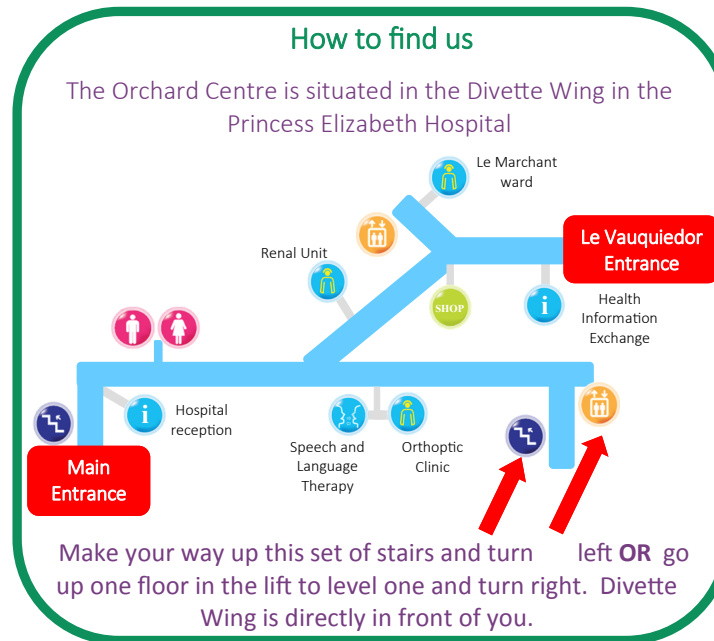 How to find us
The Orchard Centre is situated in the Divette Wing in the
Princess Elizabeth Hospital
Le Marchant
ward
Le Vauquiedor
Entrance
Renal Unit
SHOP
i
Health
Information
Exchange
i
Hospital
reception
Main
Entrance
Speech and
Language
Therapy
Orthoptic
Clinic
Make your way up this set of stairs and turn left OR go
up one floor in the lift to level one and turn right. Divette
Wing is directly in front of you.